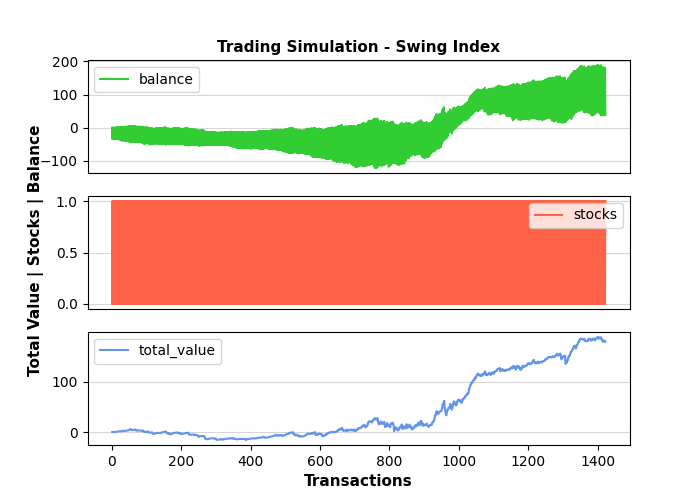 Trading Simulation - Swing Index
200
100
0
−100
balance
1.0
0.5
0.0
stocks
100
0
total_value
0
200
400
600
800
1000
1200
1400
Transactions
Total Value | Stocks | Balance